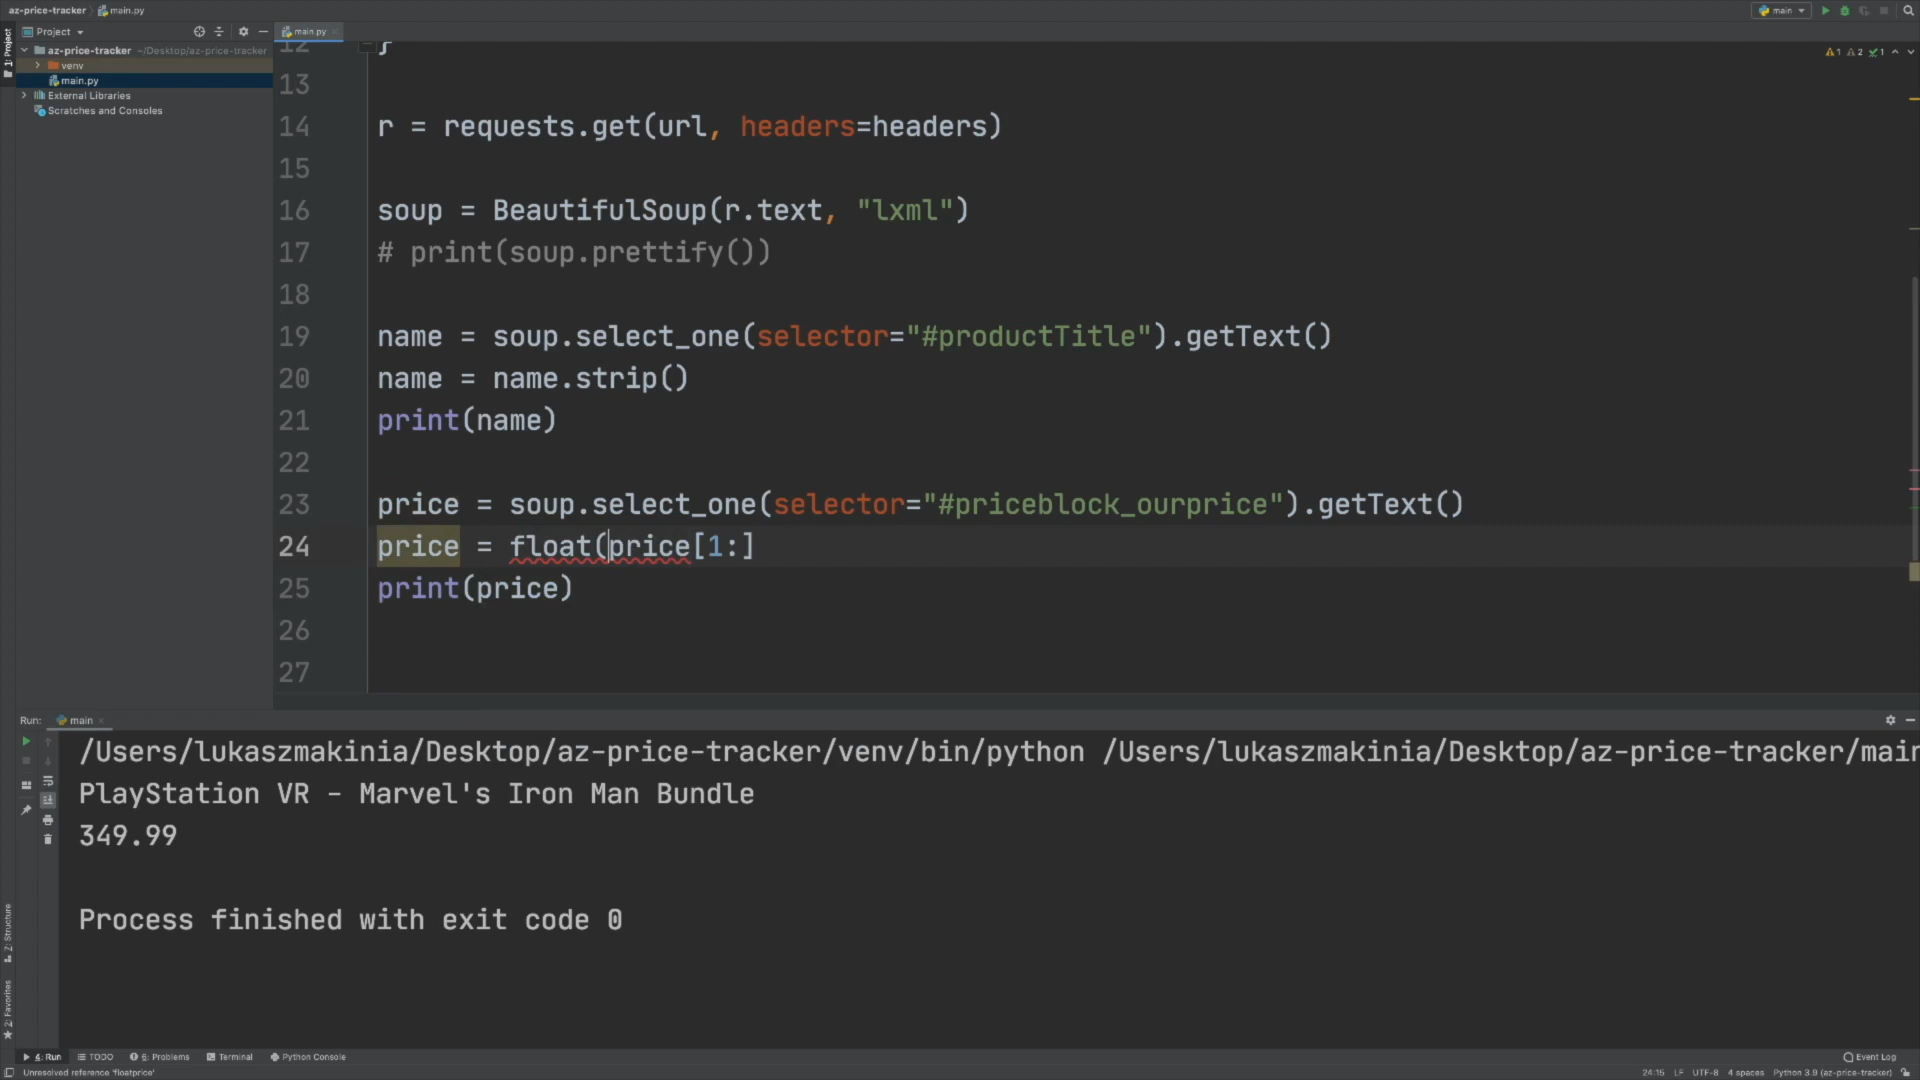 az-price-tracker main.py
main
Project
main.py
1: Project
az-price-tracker ~/Desktop/az-price-tracker
venv
main.py
External Libraries
Scratches and Consoles
1 2 1
12 }
13
14 r = requests.get(url, headers=headers)
15
16 soup = BeautifulSoup(r.text, "lxml")
17 # print(soup.prettify())
18
19 name = soup.select_one(selector="#productTitle").getText()
20 name = name.strip()
21 print(name)
22
23 price = soup.select_one(selector="#priceblock_ourprice").getText()
24 price = float(price[1:]
25 print(price)
26
27
Run: main
/Users/lukaszmakinia/Desktop/az-price-tracker/venv/bin/python /Users/lukaszmakinia/Desktop/az-price-tracker/main
PlayStation VR - Marvel's Iron Man Bundle
349.99
Process finished with exit code 0
Z: Structure
2: Favorites
4: Run TODO 6: Problems Terminal Python Console Event Log
Unresolved reference 'floatprice' 24:15 LF UTF-8 4 spaces Python 3.9 (az-price-tracker)